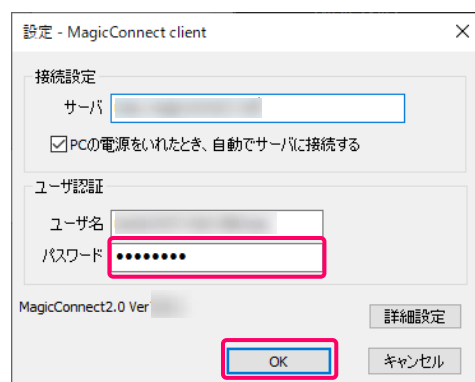 設定 - MagicConnect client
接続設定
サーバ
PCの電源をいれたとき、自動でサーバに接続する
ユーザ認証
ユーザ名
パスワード ••••••••
MagicConnect2.0 Ver
詳細設定
OK キャンセル